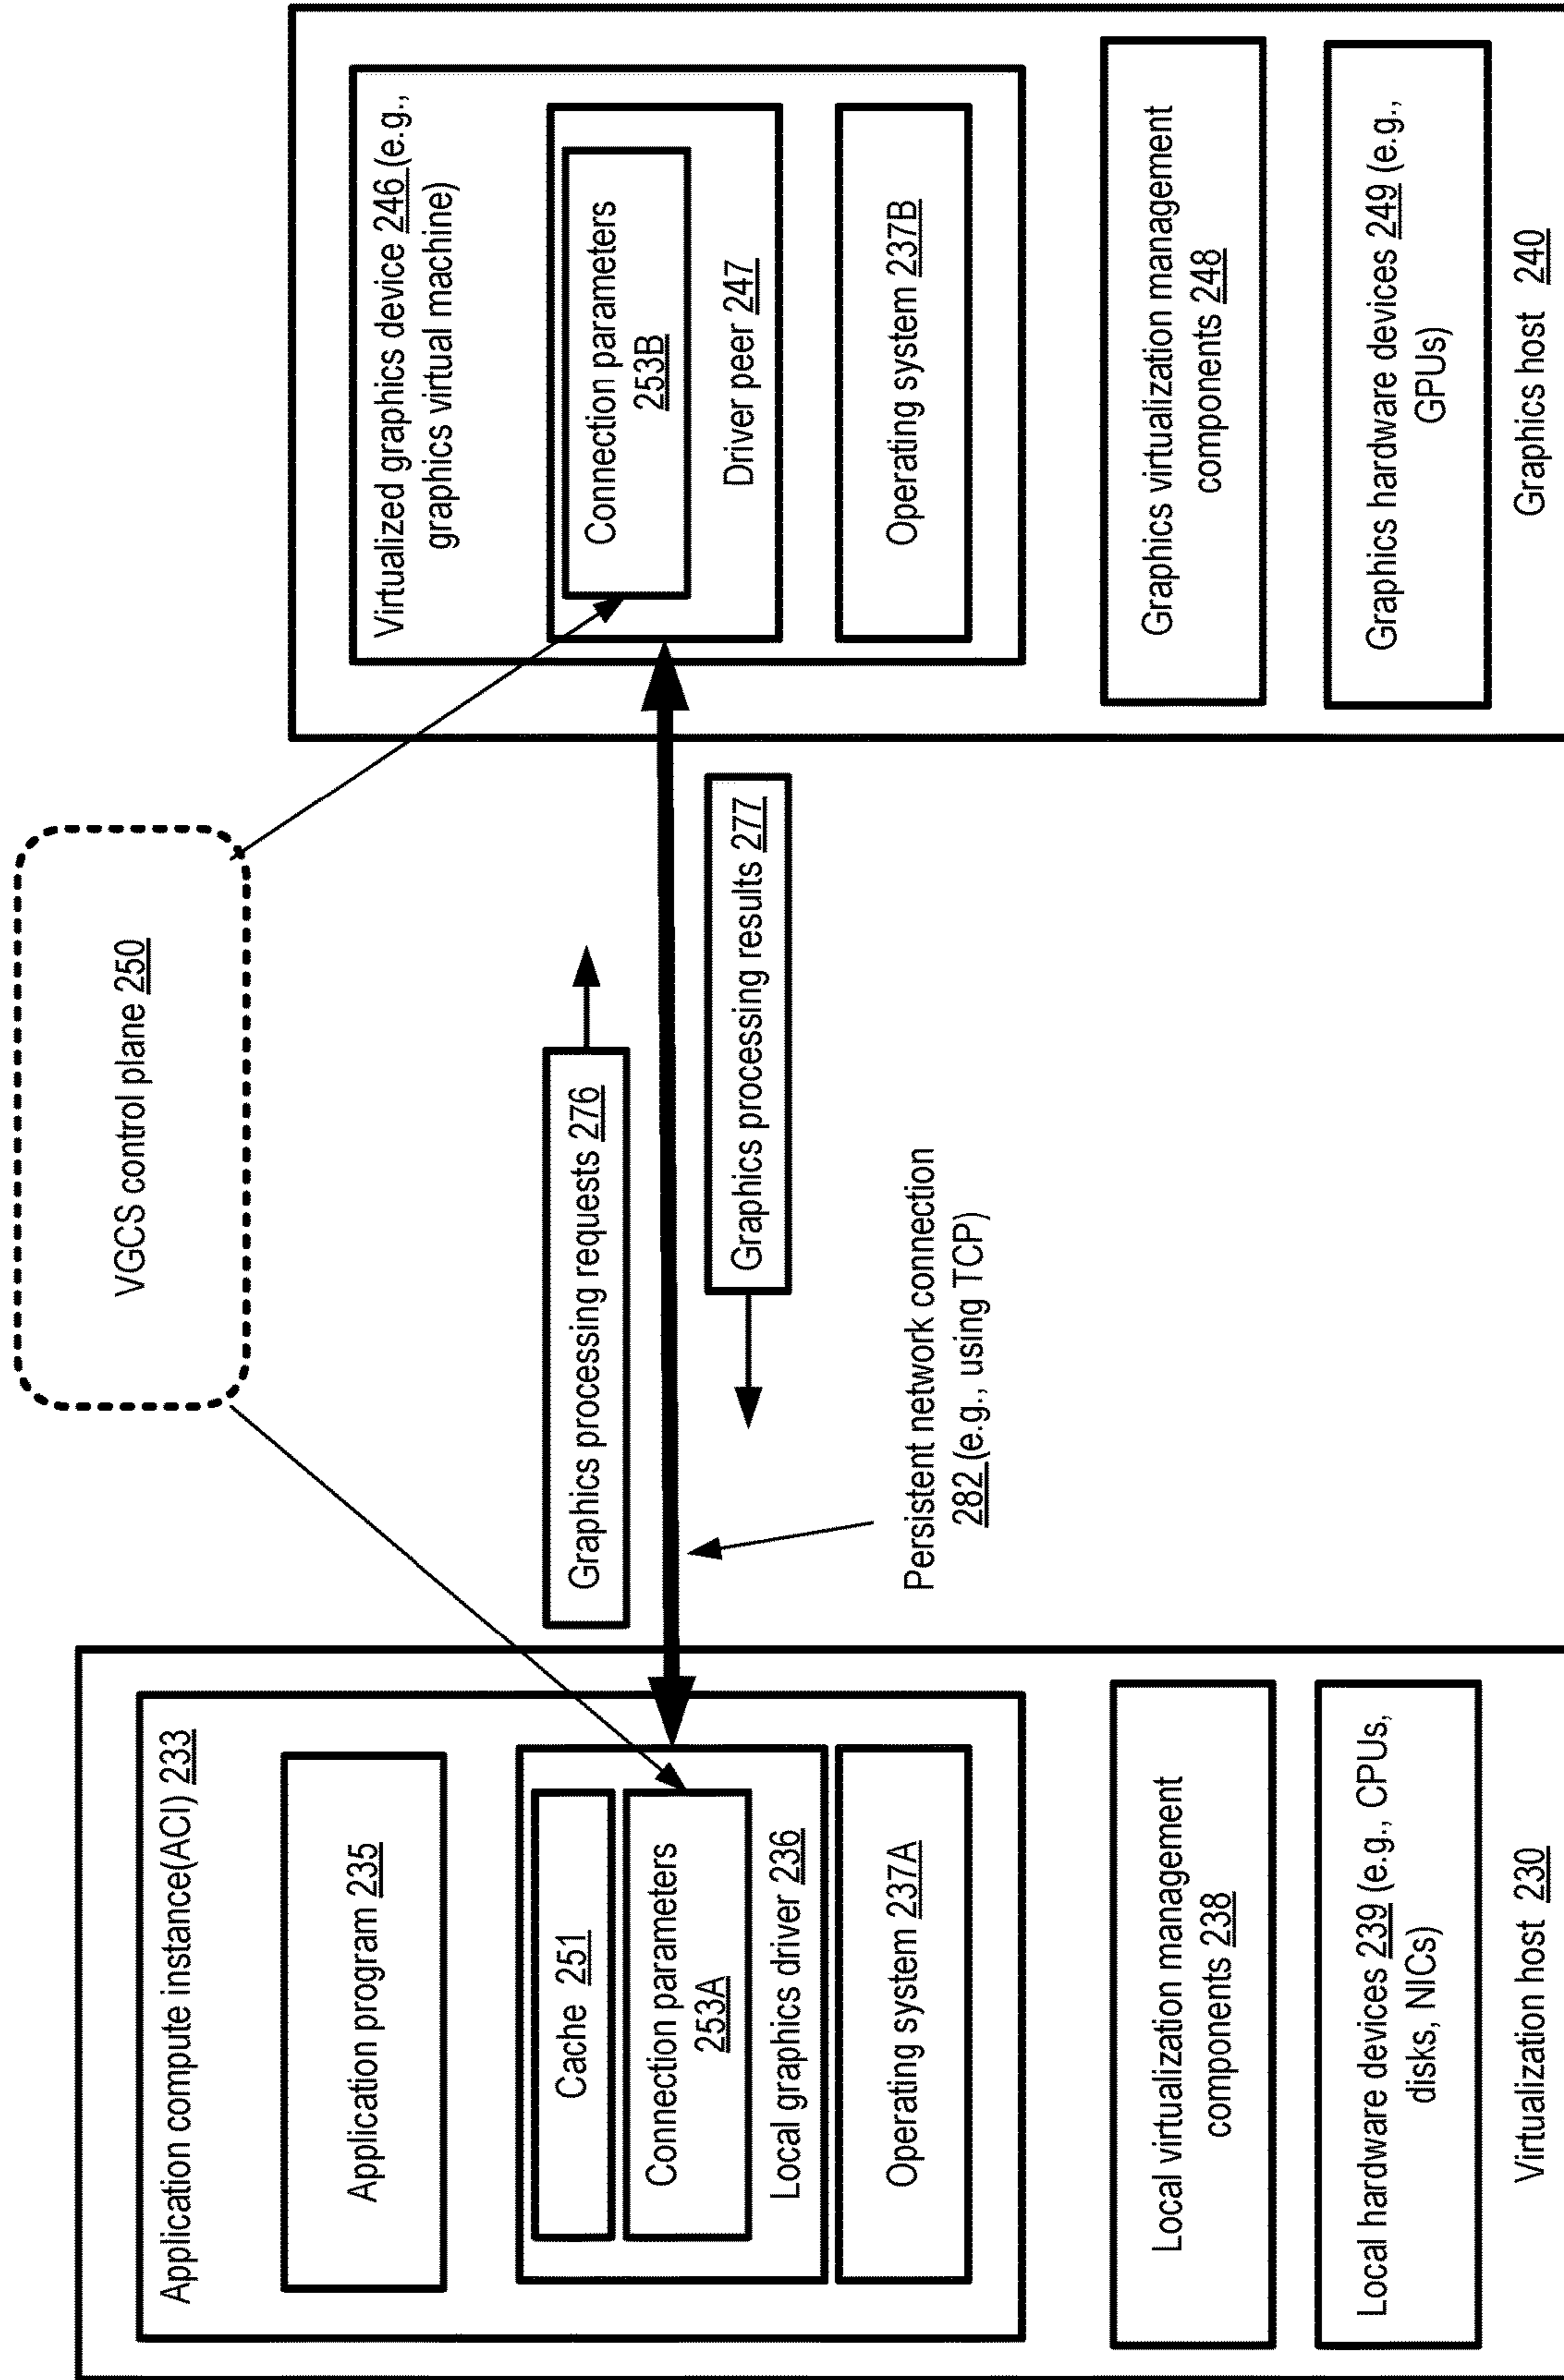 VGCS control plane 250
Application compute instance(ACI) 233
Application program 235
Cache 251
Connection parameters
253A
Local graphics driver 236
Operating system 237A
Local virtualization management
components 238
Local hardware devices 239 (e.g., CPUs,
disks, NICs)
Virtualization host 230
Graphics processing requests 276
Graphics processing results 277
Persistent network connection
282 (e.g., using TCP)
Virtualized graphics device 246 (e.g.,
graphics virtual machine)
Connection parameters
253B
Driver peer 247
Operating system 237B
Graphics virtualization management
components 248
Graphics hardware devices 249 (e.g.,
GPUs)
Graphics host 240